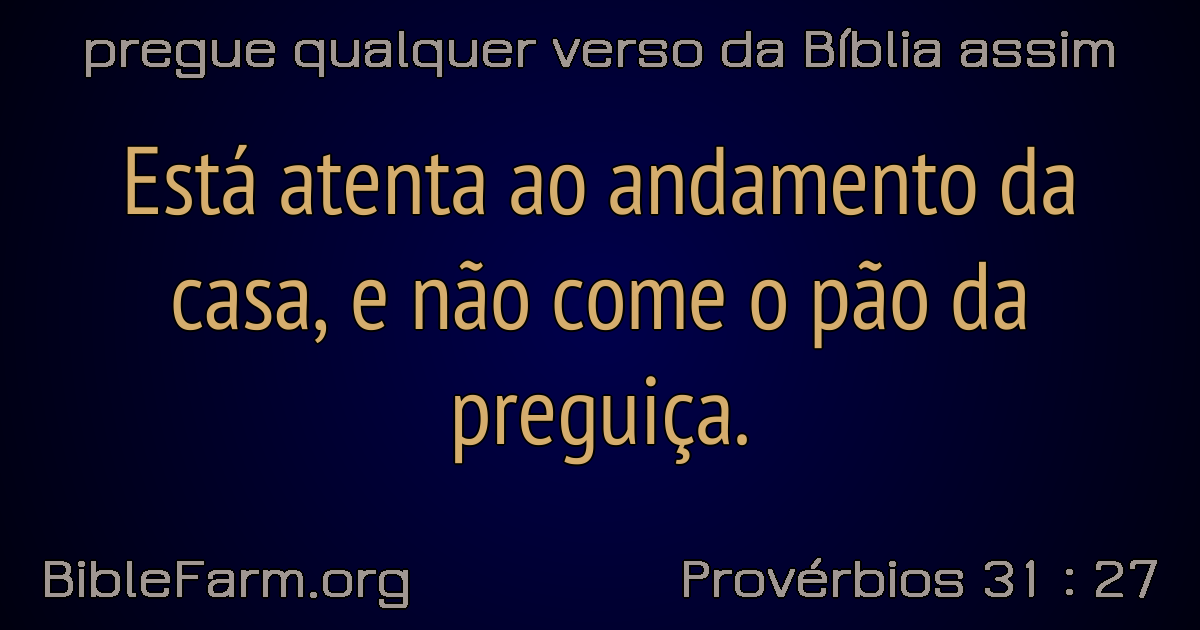 pregue qualquer verso da Bíblia assim
Está atenta ao andamento da
casa, e não come o pão da
preguiça.
BibleFarm.org
Provérbios 31 : 27